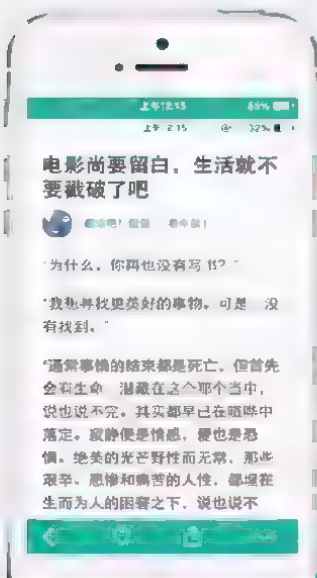 上午12:15
电影尚要留白，生活就不
要戳破了吧
“为什么，你再也没有写书？”
“我想寻找更美好的事物。可是 没
有找到。”
“通常事情的结束都是死亡，但首先
会有生命 潜藏在这个那个当中，
说也说不完。其实都早已在喧哗中
落定。寂静便是情感，爱也是恐
惧。绝美的光芒野性而无常，那些
艰辛、悲惨和痛苦的人性，都埋在
生而为人的困窘之下，说也说不